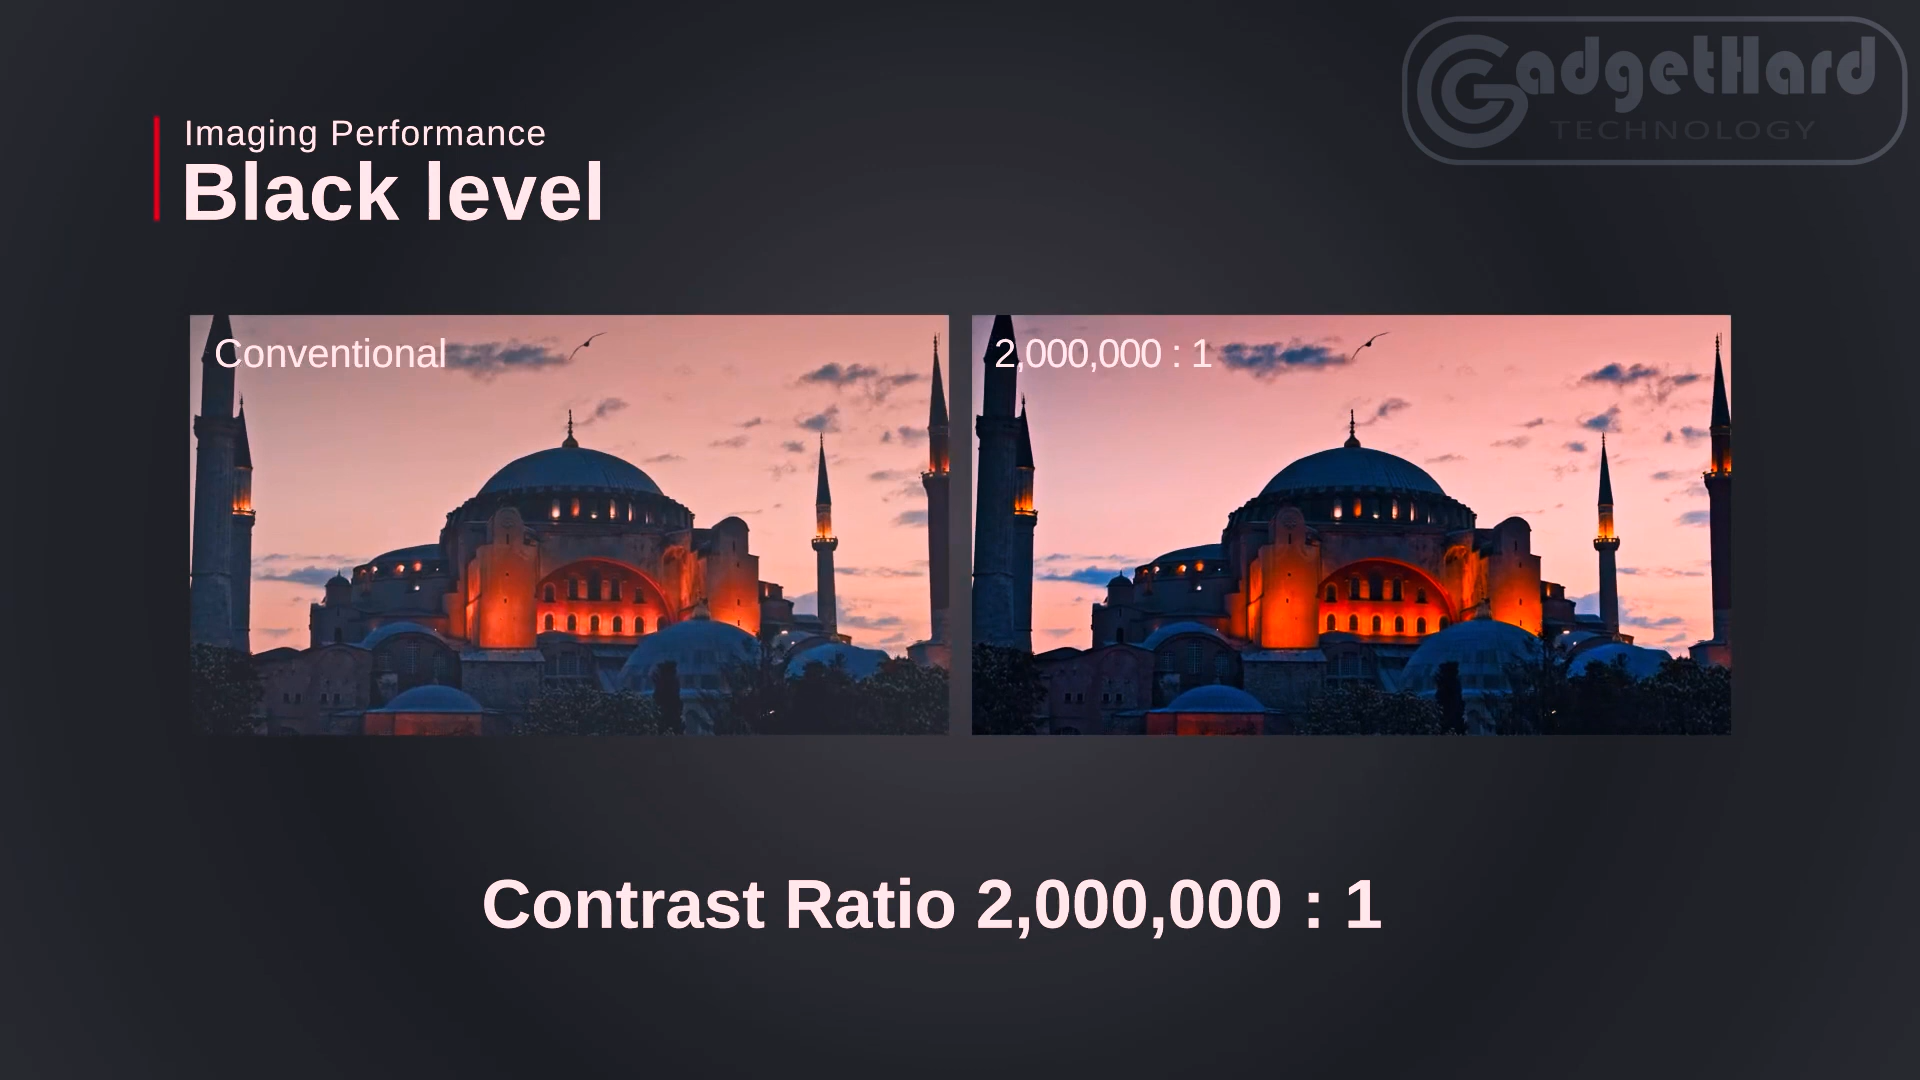 GadgetHard
TECHNOLOGY
Imaging Performance
Black level
Conventional
2,000,000 : 1
Contrast Ratio 2,000,000 : 1